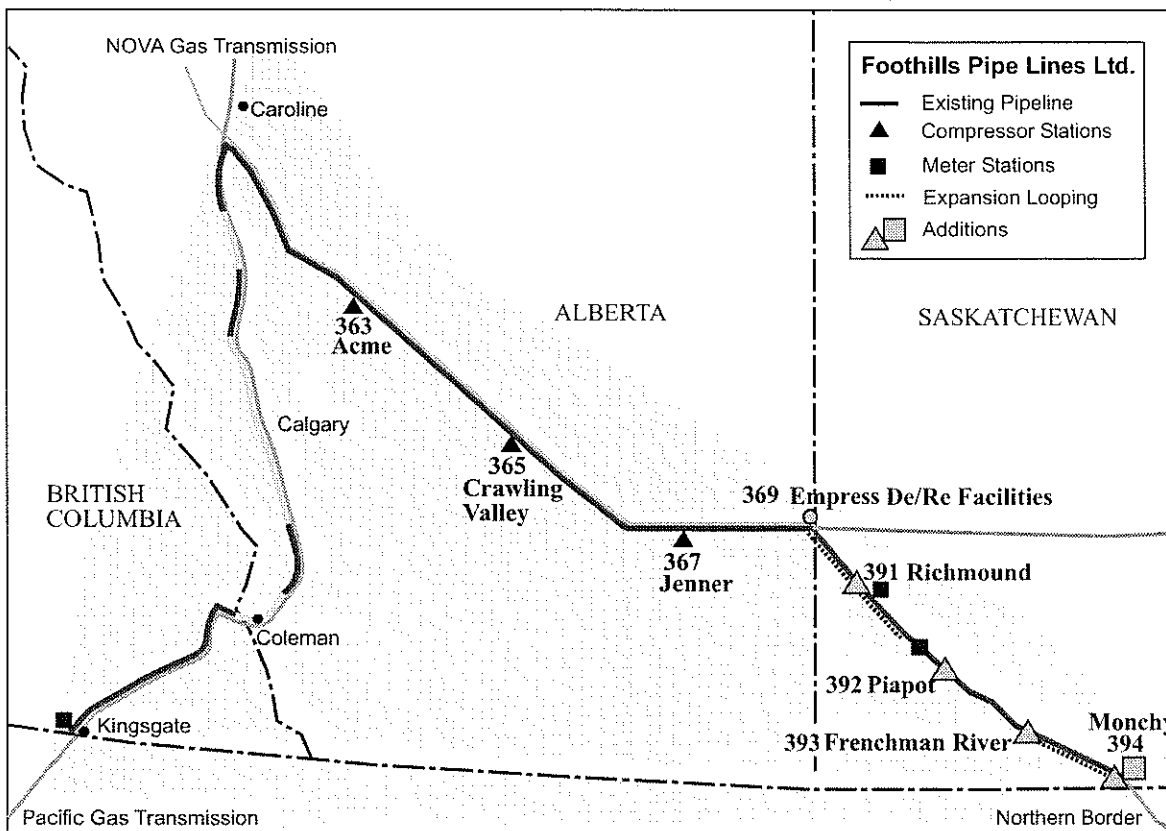 NOVA Gas Transmission
Caroline
Foothills Pipe Lines Ltd.
Existing Pipeline
Compressor Stations
Meter Stations
Expansion Looping
Additions
363
Acme
ALBERTA
SASKATCHEWAN
Calgary
365
Crawling
Valley
BRITISH
COLUMBIA
369 Empress De/Re Facilities
367
Jenner
391 Richmound
Coleman
392 Piapot
Kingsgate
393 Frenchman River
Monchy
394
Pacific Gas Transmission
Northern Border